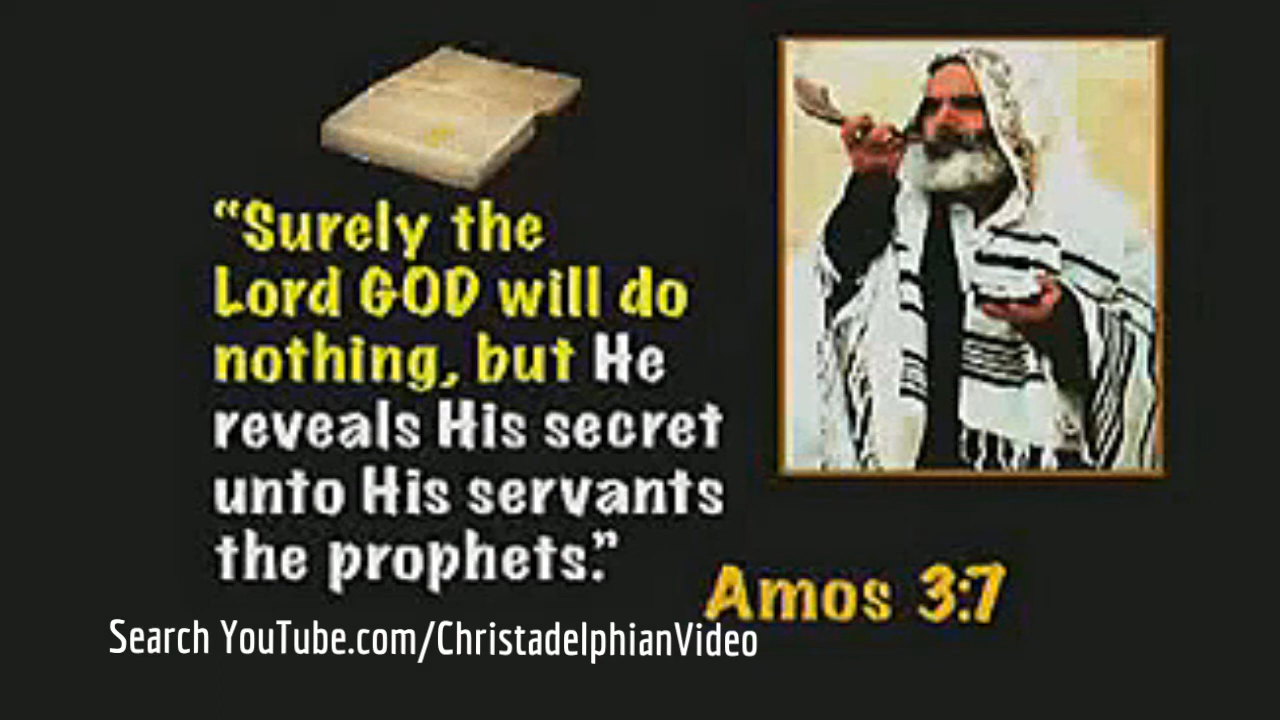 “Surely the
Lord GOD will do
nothing, but He
reveals His secret
unto His servants
the prophets.”
Amos 3:7
Search YouTube.com/ChristadelphianVideo